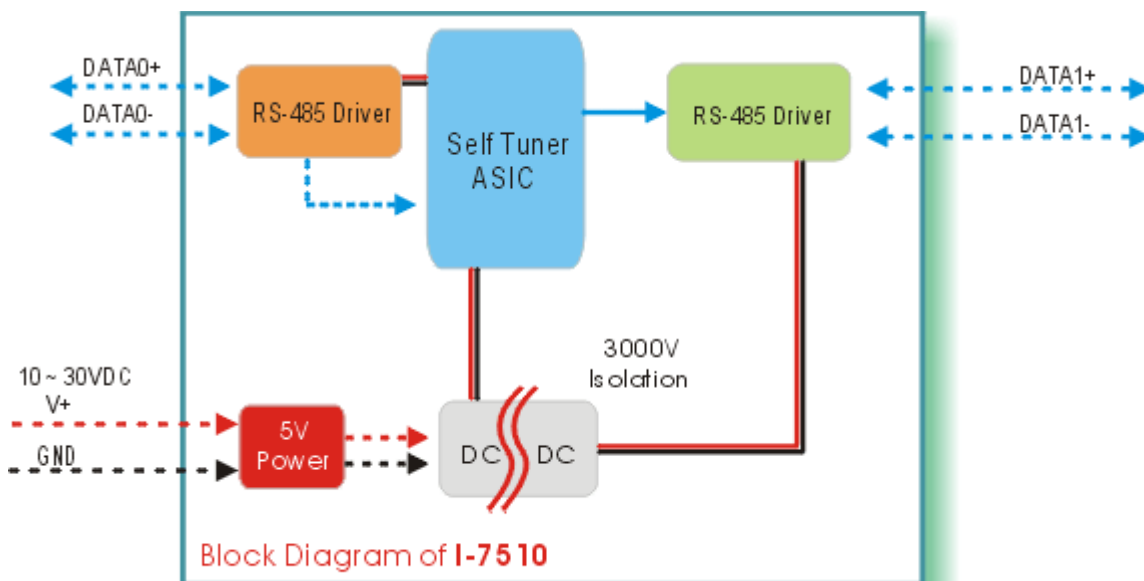 DATA0+
DATA0-
RS-485 Driver
Self Tuner
ASIC
RS-485 Driver
DATA1+
DATA1-
3000V
Isolation
10~30VDC
V+
GND
5V
Power
DC DC
Block Diagram of I-7510